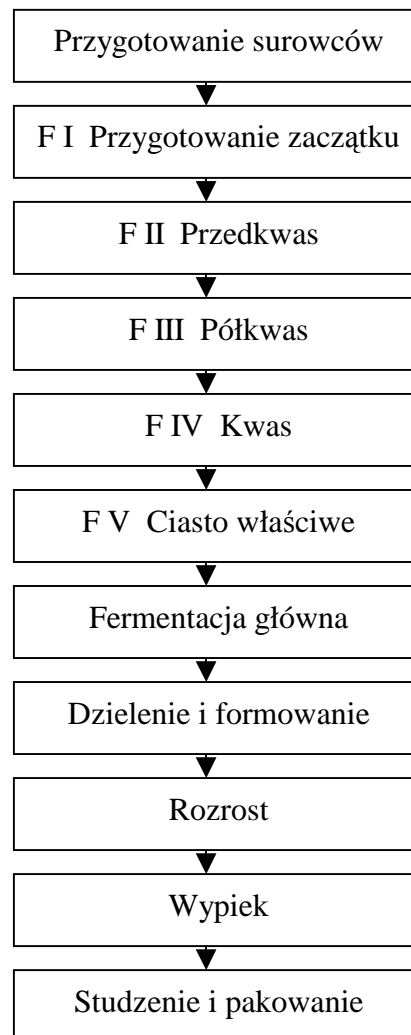 Przygotowanie surowców
F I Przygotowanie zaczątku
F II Przedkwas
F III Półkwas
F IV Kwas
F V Ciasto właściwe
Fermentacja główna
Dzielenie i formowanie
Rozrost
Wypiek
Studzenie i pakowanie